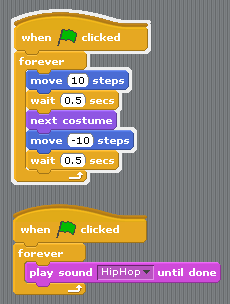 when clicked
forever
move 10 steps
wait 0.5 secs
next costume
move -10 steps
wait 0.5 secs
when clicked
forever
play sound HipHop until done